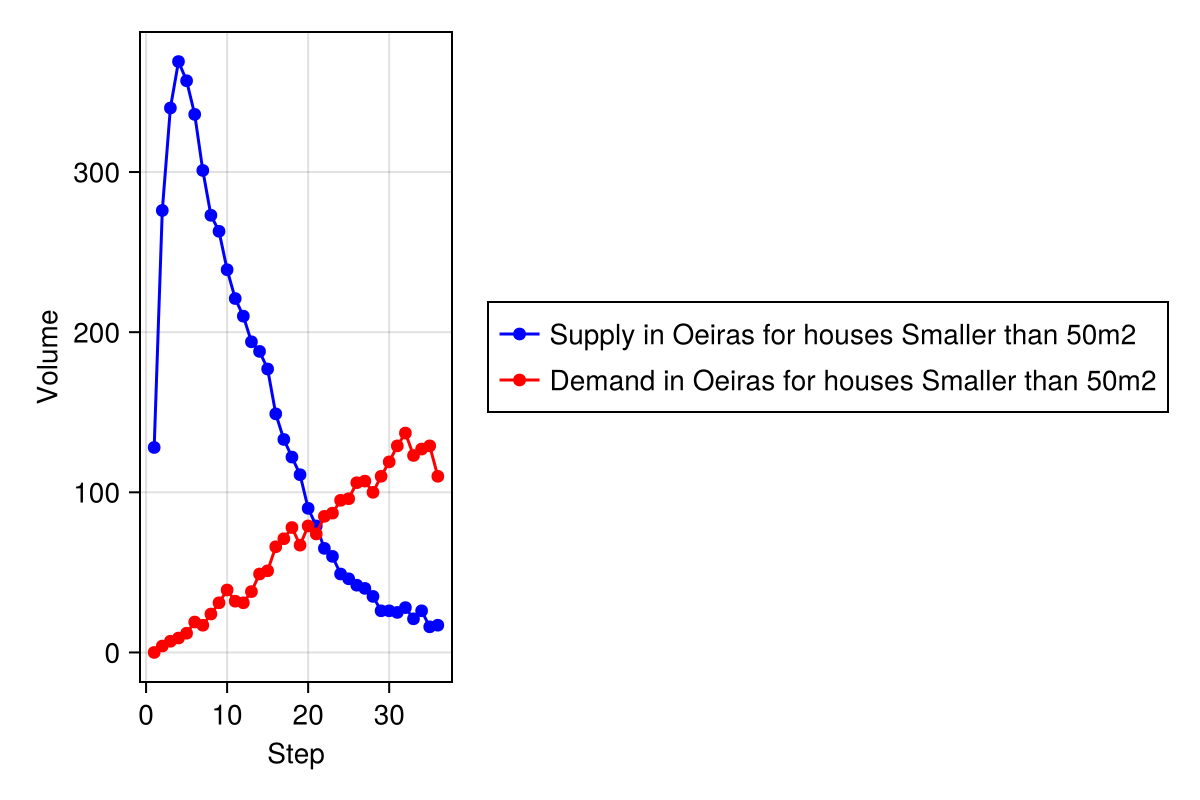 300
200
100
0
Volume
0 10 20 30
Step
Supply in Oeiras for houses Smaller than 50m2
Demand in Oeiras for houses Smaller than 50m2